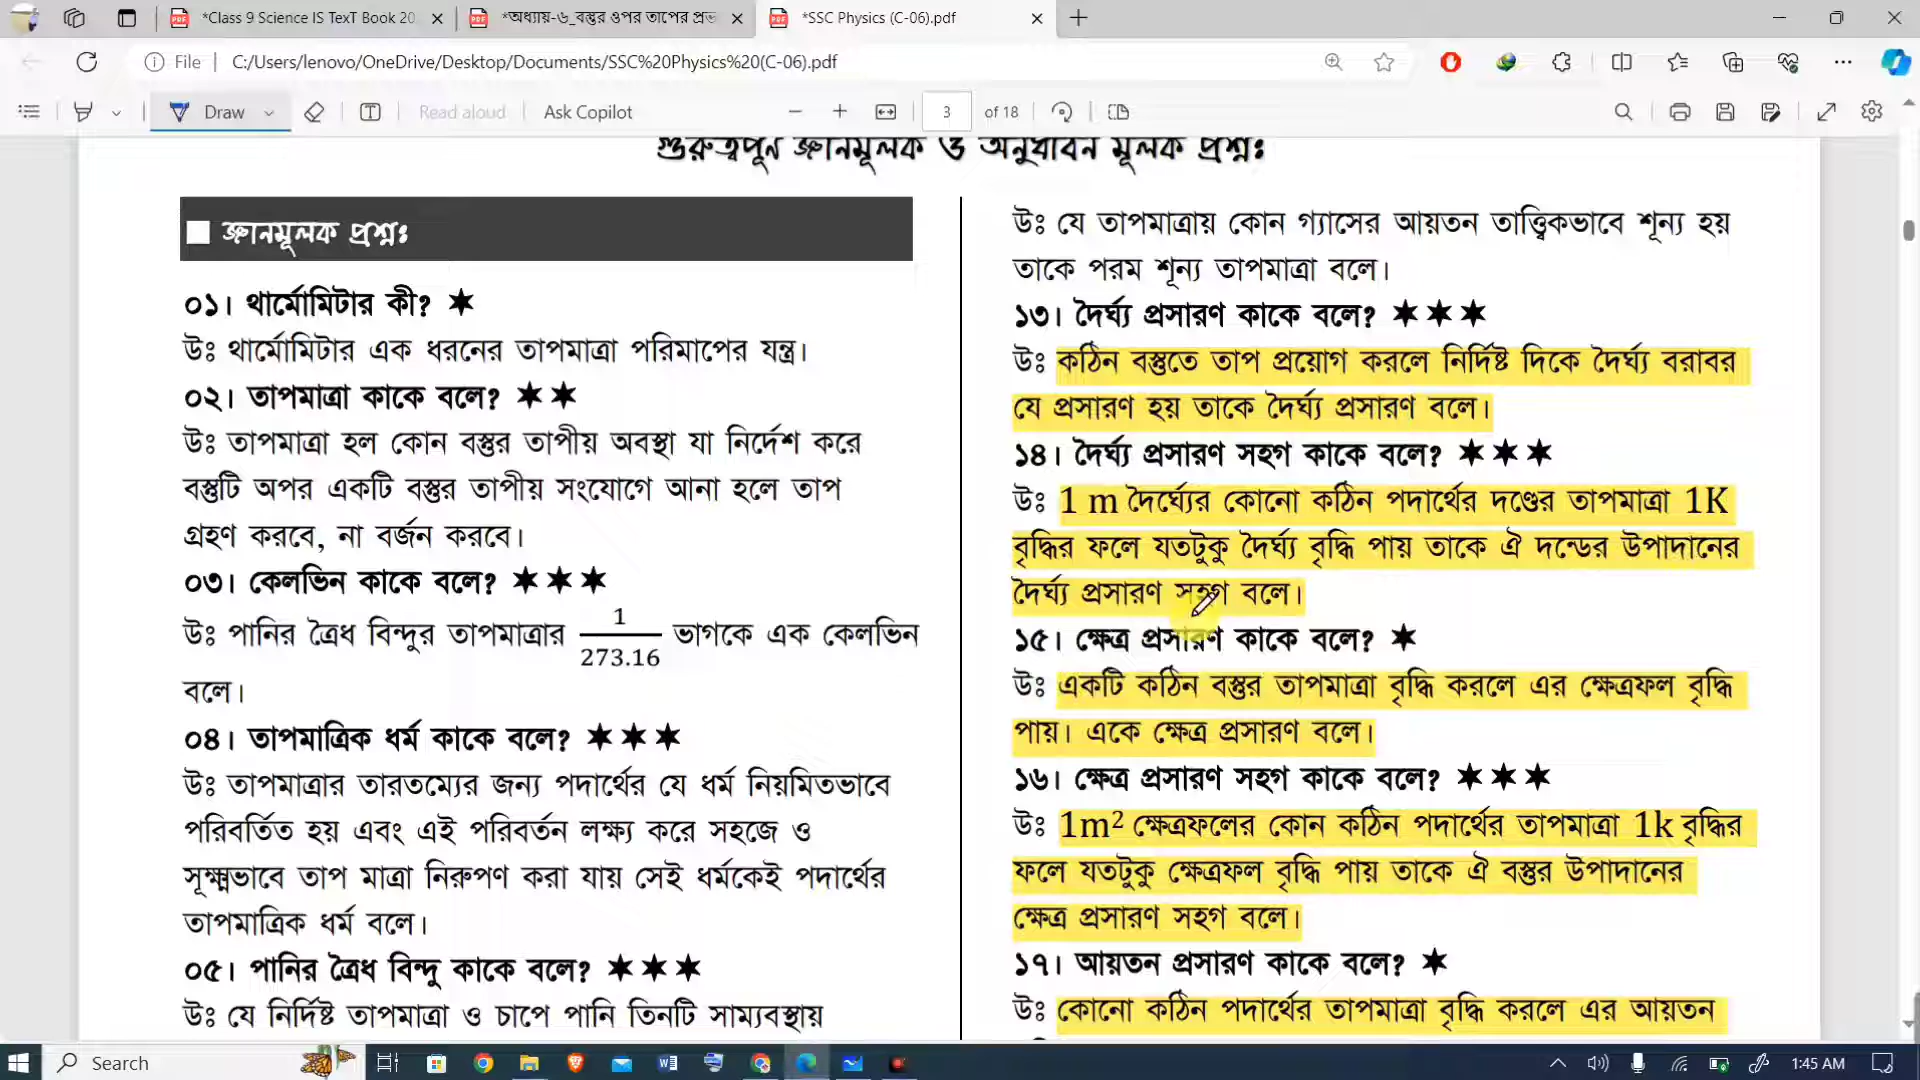 *Class 9 Science IS TexT Book 20
*অধ্যায়-৬_বস্তুর ওপর তাপের প্রভ
*SSC Physics (C-06).pdf
File
C:/Users/lenovo/OneDrive/Desktop/Documents/SSC%20Physics%20(C-06).pdf
Draw
Read aloud
Ask Copilot
3 of 18
গুরুত্বপূর্ন জ্ঞানমূলক ও অনুধাবন মূলক প্রশ্নঃ
জ্ঞানমূলক প্রশ্নঃ
০১। থার্মোমিটার কী? ★
উঃ থার্মোমিটার এক ধরনের তাপমাত্রা পরিমাপের যন্ত্র।
০২। তাপমাত্রা কাকে বলে? ★★
উঃ তাপমাত্রা হল কোন বস্তুর তাপীয় অবস্থা যা নির্দেশ করে
বস্তুটি অপর একটি বস্তুর তাপীয় সংযোগে আনা হলে তাপ
গ্রহণ করবে, না বর্জন করবে।
০৩। কেলভিন কাকে বলে? ★★★
উঃ পানির ত্রৈধ বিন্দুর তাপমাত্রার 1/273.16 ভাগকে এক কেলভিন
বলে।
০৪। তাপমাত্রিক ধর্ম কাকে বলে? ★★★
উঃ তাপমাত্রার তারতম্যের জন্য পদার্থের যে ধর্ম নিয়মিতভাবে
পরিবর্তিত হয় এবং এই পরিবর্তন লক্ষ্য করে সহজে ও
সূক্ষ্মভাবে তাপ মাত্রা নিরুপণ করা যায় সেই ধর্মকেই পদার্থের
তাপমাত্রিক ধর্ম বলে।
০৫। পানির ত্রৈধ বিন্দু কাকে বলে? ★★★
উঃ যে নির্দিষ্ট তাপমাত্রা ও চাপে পানি তিনটি সাম্যবস্থায়
উঃ যে তাপমাত্রায় কোন গ্যাসের আয়তন তাত্ত্বিকভাবে শূন্য হয়
তাকে পরম শূন্য তাপমাত্রা বলে।
১৩। দৈর্ঘ্য প্রসারণ কাকে বলে? ★★★
উঃ কঠিন বস্তুতে তাপ প্রয়োগ করলে নির্দিষ্ট দিকে দৈর্ঘ্য বরাবর
যে প্রসারণ হয় তাকে দৈর্ঘ্য প্রসারণ বলে।
১৪। দৈর্ঘ্য প্রসারণ সহগ কাকে বলে? ★★★
উঃ 1 m দৈর্ঘ্যের কোনো কঠিন পদার্থের দণ্ডের তাপমাত্রা 1K
বৃদ্ধির ফলে যতটুকু দৈর্ঘ্য বৃদ্ধি পায় তাকে ঐ দন্ডের উপাদানের
দৈর্ঘ্য প্রসারণ সহগ বলে।
১৫। ক্ষেত্র প্রসারণ কাকে বলে? ★
উঃ একটি কঠিন বস্তুর তাপমাত্রা বৃদ্ধি করলে এর ক্ষেত্রফল বৃদ্ধি
পায়। একে ক্ষেত্র প্রসারণ বলে।
১৬। ক্ষেত্র প্রসারণ সহগ কাকে বলে? ★★★
উঃ 1m² ক্ষেত্রফলের কোন কঠিন পদার্থের তাপমাত্রা 1k বৃদ্ধির
ফলে যতটুকু ক্ষেত্রফল বৃদ্ধি পায় তাকে ঐ বস্তুর উপাদানের
ক্ষেত্র প্রসারণ সহগ বলে।
১৭। আয়তন প্রসারণ কাকে বলে? ★
উঃ কোনো কঠিন পদার্থের তাপমাত্রা বৃদ্ধি করলে এর আয়তন
Search
1:45 AM